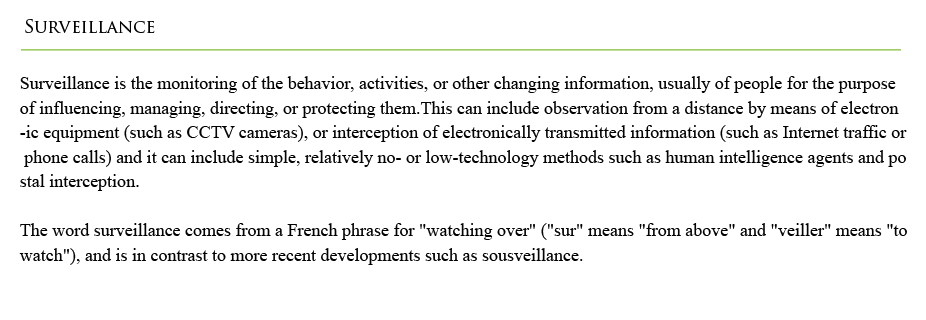 SURVEILLANCE
Surveillance is the monitoring of the behavior, activities, or other changing information, usually of people for the purpose
of influencing, managing, directing, or protecting them.This can include observation from a distance by means of electron
-ic equipment (such as CCTV cameras), or interception of electronically transmitted information (such as Internet traffic or
phone calls) and it can include simple, relatively no- or low-technology methods such as human intelligence agents and po
stal interception.
The word surveillance comes from a French phrase for "watching over" ("sur" means "from above" and "veiller" means "to
watch"), and is in contrast to more recent developments such as sousveillance.